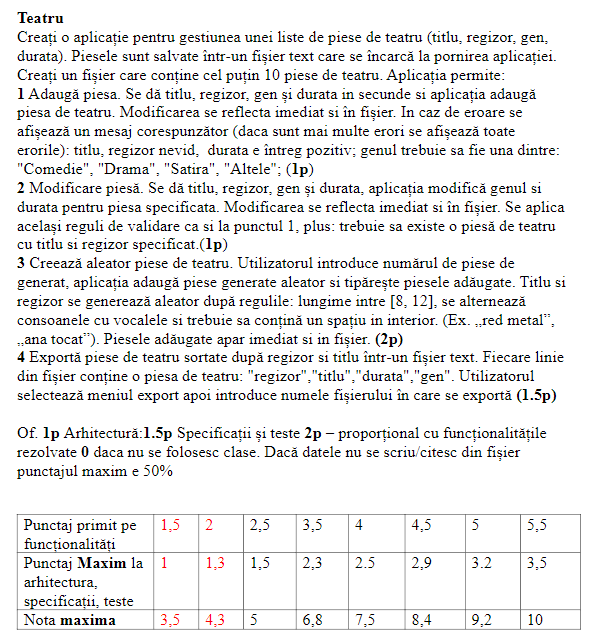 Teatru
Creați o aplicație pentru gestiunea unei liste de piese de teatru (titlu, regizor, gen,
durata). Piesele sunt salvate într-un fișier text care se încarcă la pornirea aplicației.
Creați un fișier care conține cel puțin 10 piese de teatru. Aplicația permite:
1 Adaugă piesa. Se dă titlu, regizor, gen și durata in secunde si aplicația adaugă
piesa de teatru. Modificarea se reflecta imediat si în fișier. In caz de eroare se
afișează un mesaj corespunzător (daca sunt mai multe erori se afișează toate
erorile): titlu, regizor nevid,  durata e întreg pozitiv; genul trebuie sa fie una dintre:
"Comedie", "Drama", "Satira", "Altele"; (1p)
2 Modificare piesă. Se dă titlu, regizor, gen și durata, aplicația modifică genul si
durata pentru piesa specificata. Modificarea se reflecta imediat si în fișier. Se aplica
același reguli de validare ca si la punctul 1, plus: trebuie sa existe o piesă de teatru
cu titlu si regizor specificat.(1p)
3 Creează aleator piese de teatru. Utilizatorul introduce numărul de piese de
generat, aplicația adaugă piese generate aleator si tipărește piesele adăugate. Titlu si
regizor se generează aleator după regulile: lungime intre [8, 12], se alternează
consoanele cu vocalele si trebuie sa conțină un spațiu in interior. (Ex. „red metal”,
„ana tocat”). Piesele adăugate apar imediat si in fișier. (2p)
4 Exportă piese de teatru sortate după regizor si titlu într-un fișier text. Fiecare linie
din fișier conține o piesa de teatru: "regizor","titlu","durata","gen". Utilizatorul
selectează meniul export apoi introduce numele fișierului în care se exportă (1.5p)
Of. 1p Arhitectură:1.5p Specificații și teste 2p – proporțional cu funcționalitățile
rezolvate 0 daca nu se folosesc clase. Dacă datele nu se scriu/citesc din fișier
punctajul maxim e 50%
Punctaj primit pe funcționalități 1,5 2 2,5 3,5 4 4,5 5 5,5
Punctaj Maxim la arhitectura, specificații, teste 1 1,3 1,5 2,3 2.5 2,9 3.2 3,5
Nota maxima 3,5 4,3 5 6,8 7,5 8,4 9,2 10